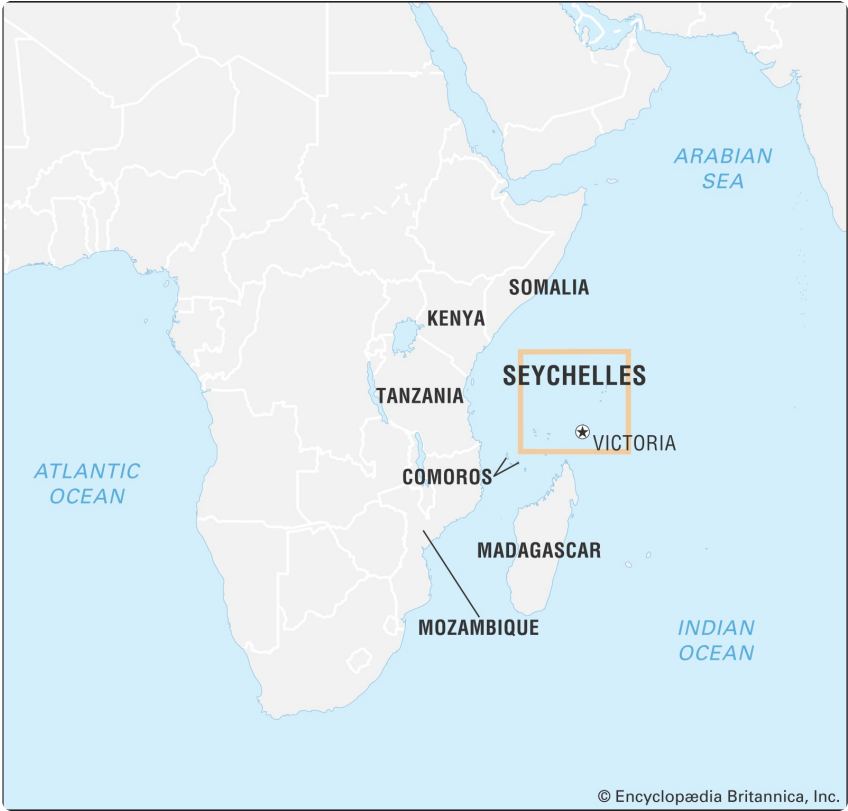 ARABIAN
SEA
SOMALIA
KENYA
SEYCHELLES
TANZANIA
VICTORIA
ATLANTIC
OCEAN
COMOROS
MADAGASCAR
MOZAMBIQUE
INDIAN
OCEAN
© Encyclopædia Britannica, Inc.